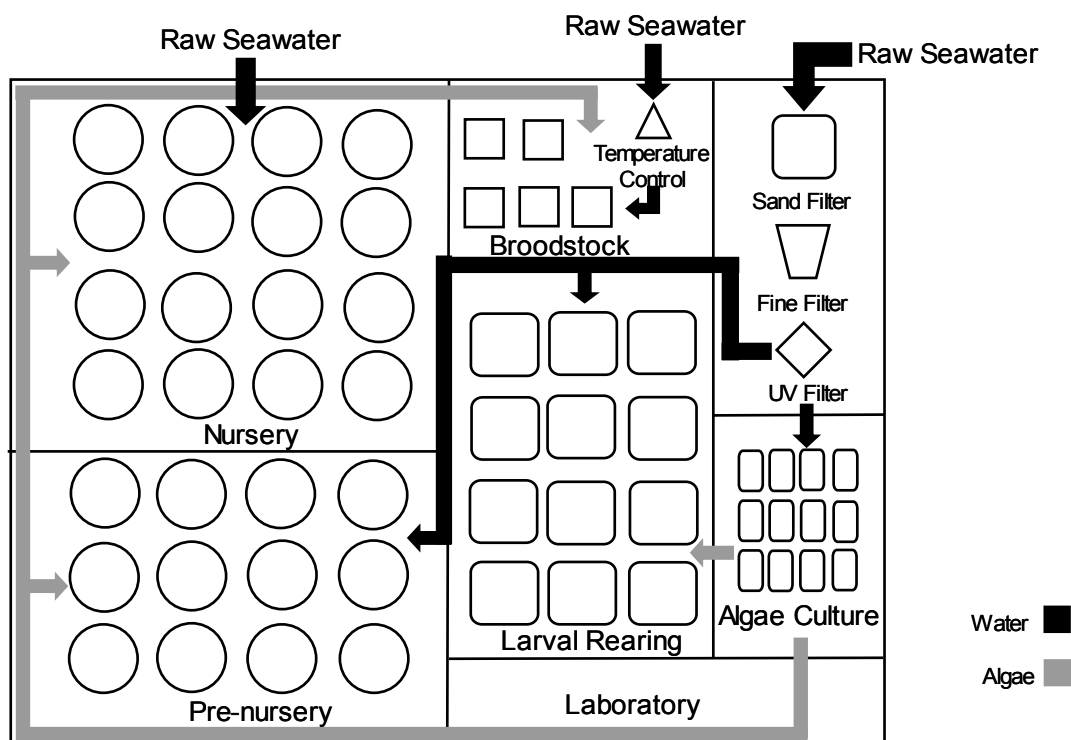 Raw Seawater
Raw Seawater
Raw Seawater
Temperature
Control
Sand Filter
Broodstock
Fine Filter
UV Filter
Nursery
Algae Culture
Water
Larval Rearing
Algae
Pre-nursery
Laboratory